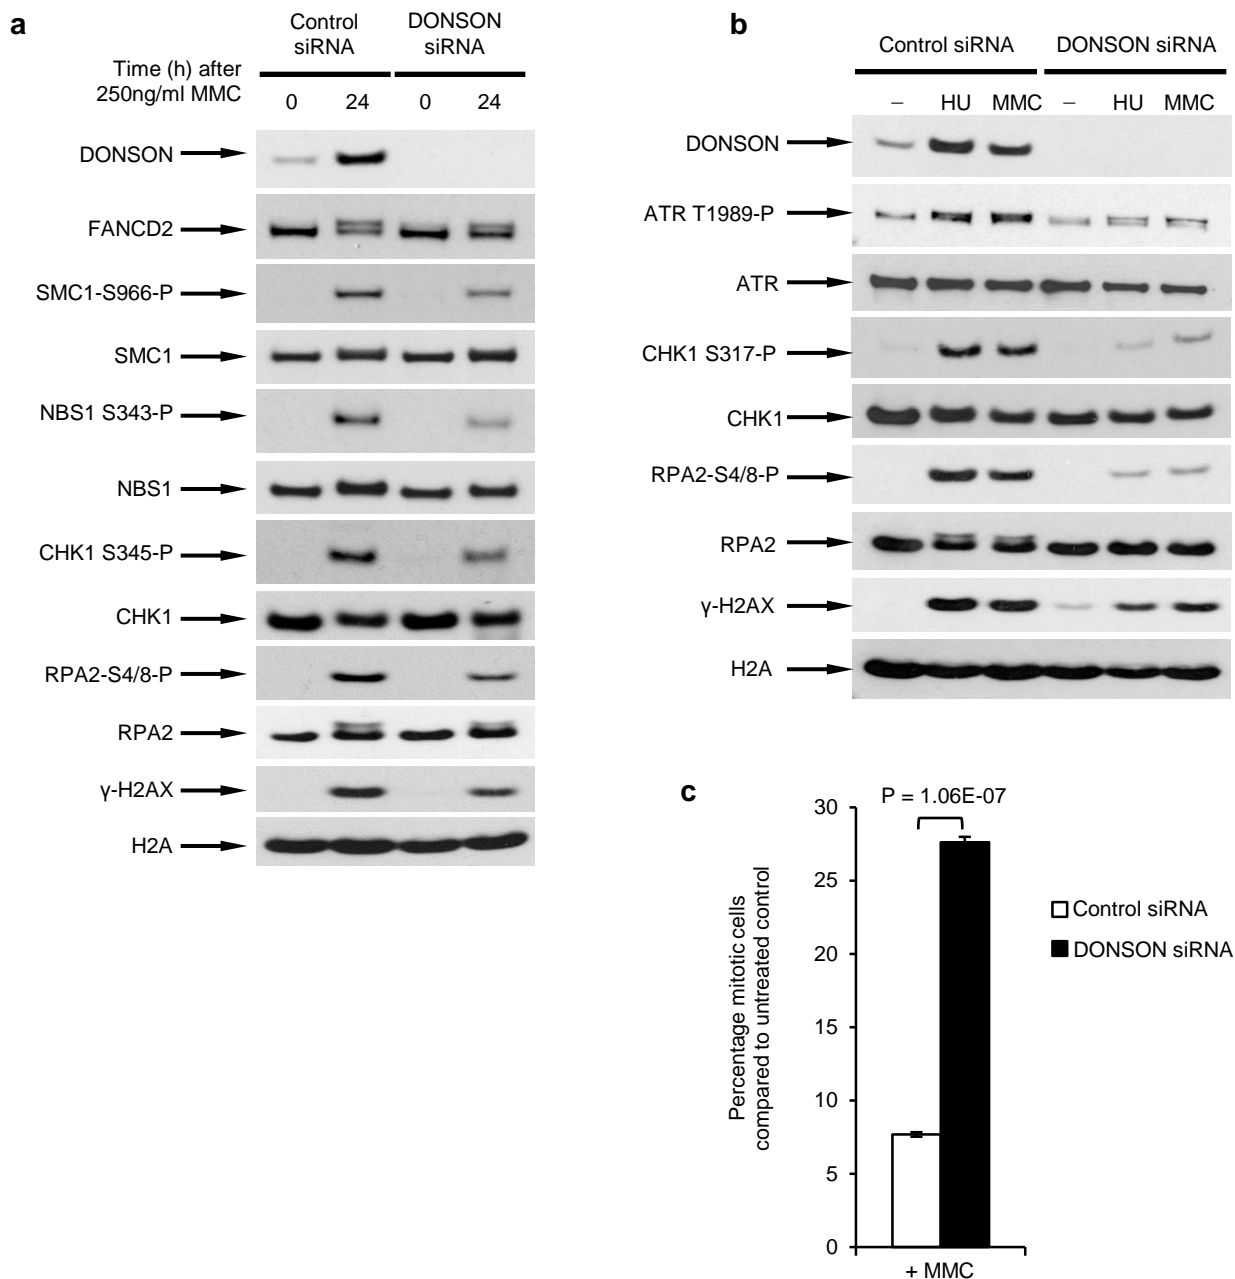 a
Control
siRNA
DONSON
siRNA
Time (h) after
250ng/ml MMC
0 24 0 24
DONSON
FANCD2
SMC1-S966-P
SMC1
NBS1 S343-P
NBS1
CHK1 S345-P
CHK1
RPA2-S4/8-P
RPA2
γ-H2AX
H2A
b
Control siRNA DONSON siRNA
– HU MMC – HU MMC
DONSON
ATR T1989-P
ATR
CHK1 S317-P
CHK1
RPA2-S4/8-P
RPA2
γ-H2AX
H2A
c
P = 1.06E-07
Percentage mitotic cells
compared to untreated control
30
25
20
15
10
5
0
+ MMC
Control siRNA
DONSON siRNA